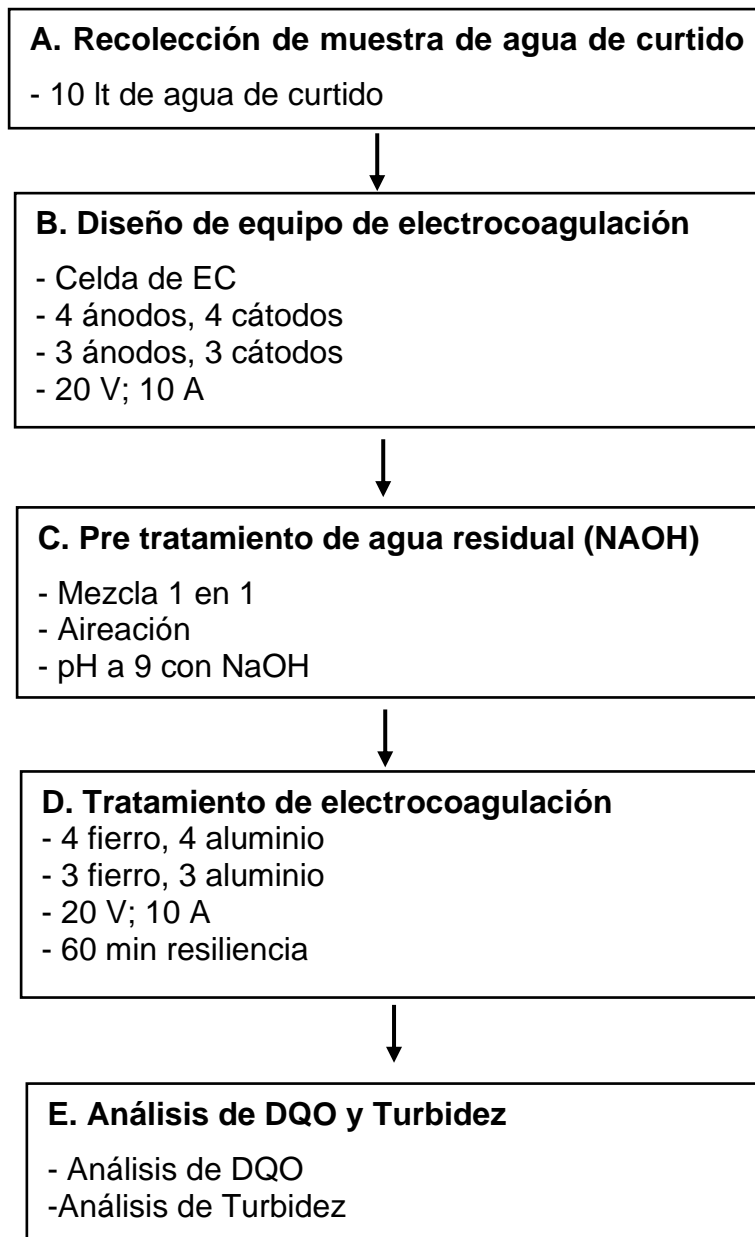 A. Recolección de muestra de agua de curtido
- 10 lt de agua de curtido
B. Diseño de equipo de electrocoagulación
- Celda de EC
- 4 ánodos, 4 cátodos
- 3 ánodos, 3 cátodos
- 20 V; 10 A
C. Pre tratamiento de agua residual (NAOH)
- Mezcla 1 en 1
- Aireación
- pH a 9 con NaOH
D. Tratamiento de electrocoagulación
- 4 fierro, 4 aluminio
- 3 fierro, 3 aluminio
- 20 V; 10 A
- 60 min resiliencia
E. Análisis de DQO y Turbidez
- Análisis de DQO
-Análisis de Turbidez